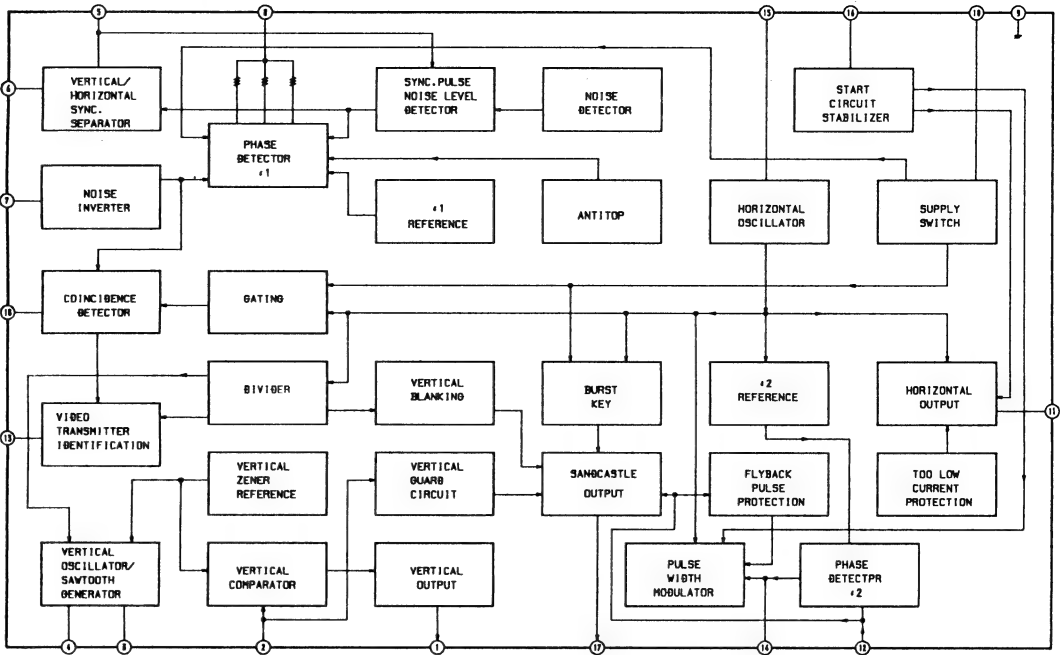 5
8
15
16
10
9
6
VERTICAL/
HORIZONTAL
SYNC.
SEPARATOR
SYNC.PULSE
NOISE LEVEL
DETECTOR
NOISE
DETECTOR
START
CIRCUIT
STABILIZER
PHASE
DETECTOR
#1
7
NOISE
INVERTER
#1
REFERENCE
ANTITOP
HORIZONTAL
OSCILLATOR
SUPPLY
SWITCH
18
COINCIDENCE
DETECTOR
GATING
DIVIDER
VERTICAL
BLANKING
BURST
KEY
#2
REFERENCE
HORIZONTAL
OUTPUT
11
13
VIDEO
TRANSMITTER
IDENTIFICATION
VERTICAL
ZENER
REFERENCE
VERTICAL
GUARD
CIRCUIT
SANDCASTLE
OUTPUT
FLYBACK
PULSE
PROTECTION
TOO LOW
CURRENT
PROTECTION
VERTICAL
OSCILLATOR/
SAWTOOTH
GENERATOR
VERTICAL
COMPARATOR
VERTICAL
OUTPUT
PULSE
WIDTH
MODULATOR
PHASE
DETECTPR
#2
4
3
2
1
17
14
12